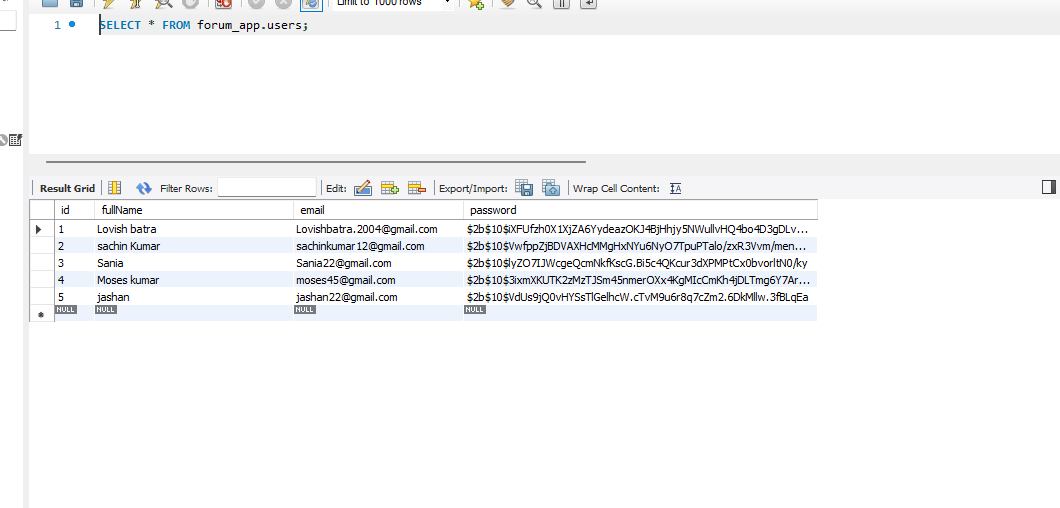 Limit to 1000 rows
1 SELECT * FROM forum_app.users;
Result Grid Filter Rows: Edit: Export/Import: Wrap Cell Content:
id fullName email password
1 Lovish batra Lovishbatra.2004@gmail.com $2b$10$iXFUfzh0X1XjZA6YydeazOKJ4BjHhjy5NWullvHQ4bo4D3gDLv...
2 sachin Kumar sachinkumar12@gmail.com $2b$10$VwfppZjBDVAXHcMMgHxNYu6NyO7TpuPTalo/zxR3Vvm/men...
3 Sania Sania22@gmail.com $2b$10$lyZO7IJWcgeQcmNkfKscG.Bi5c4QKcur3dXPMPtCx0bvorltN0/ky
4 Moses kumar moses45@gmail.com $2b$10$3ixmXKUTK2zMzTJSm45nmerOXx4KgMIcCmKh4jDLTmg6Y7Ar...
5 jashan jashan22@gmail.com $2b$10$VdUs9jQ0vHYSsTlGelhcW.cTvM9u6r8q7cZm2.6DkMllw.3fBLqEa
NULL NULL NULL NULL